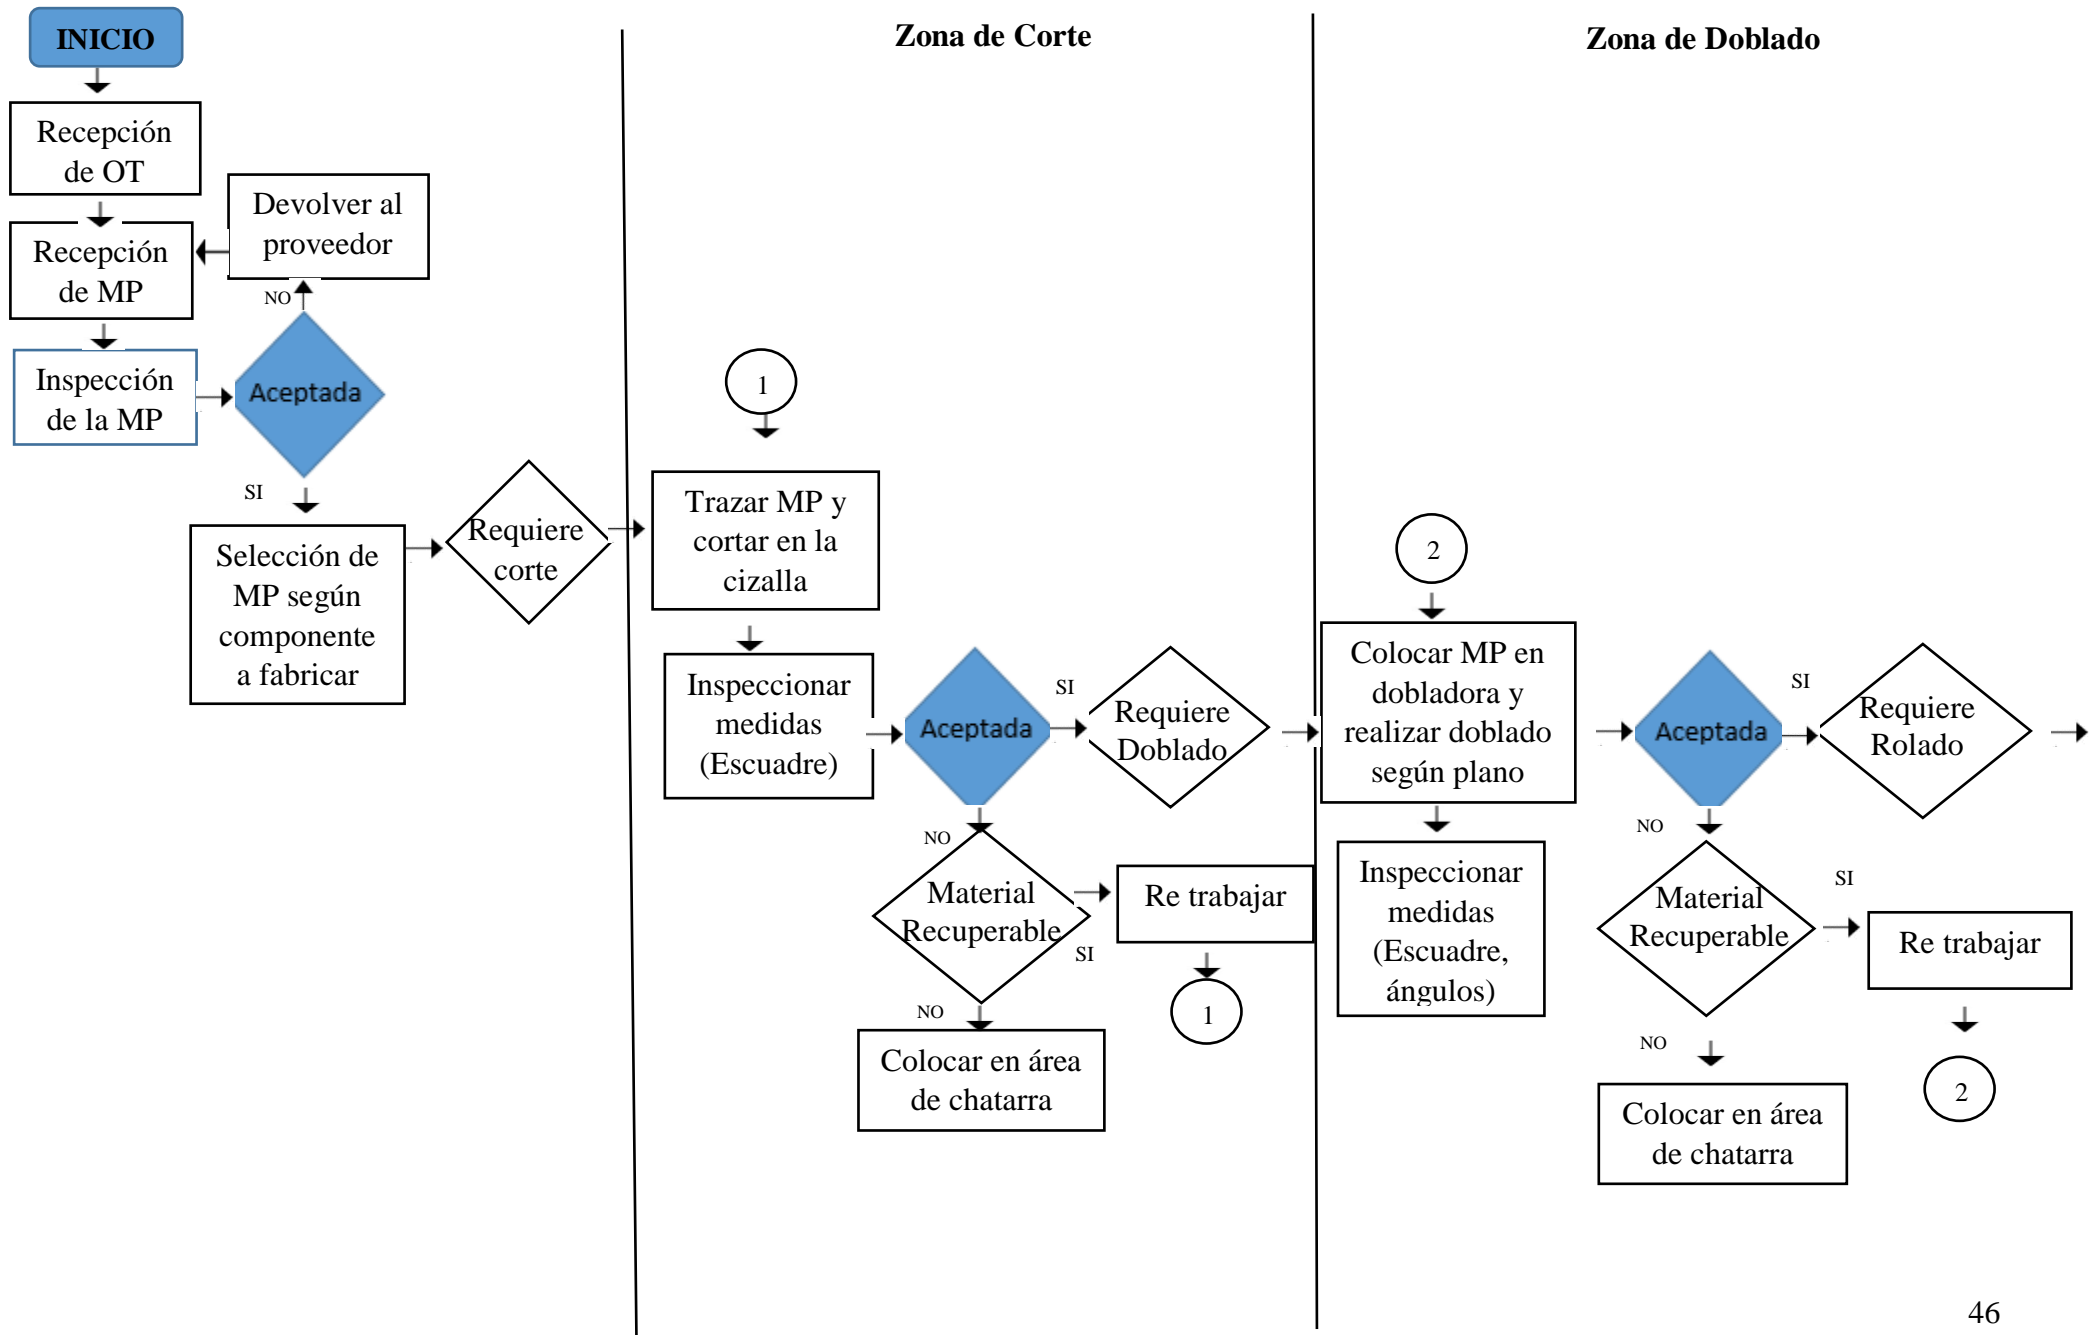 INICIO
Recepción
de OT
Devolver al
proveedor
Recepción
de MP
NO
Inspección
de la MP
Aceptada
SI
Selección de
MP según
componente
a fabricar
Requiere
corte
Zona de Corte
1
Trazar MP y
cortar en la
cizalla
Inspeccionar
medidas
(Escuadre)
Aceptada
SI
Requiere
Doblado
NO
Material
Recuperable
SI
Re trabajar
1
NO
Colocar en área
de chatarra
Zona de Doblado
2
Colocar MP en
dobladora y
realizar doblado
según plano
Inspeccionar
medidas
(Escuadre,
ángulos)
Aceptada
SI
Requiere
Rolado
NO
Material
Recuperable
SI
Re trabajar
2
NO
Colocar en área
de chatarra
46